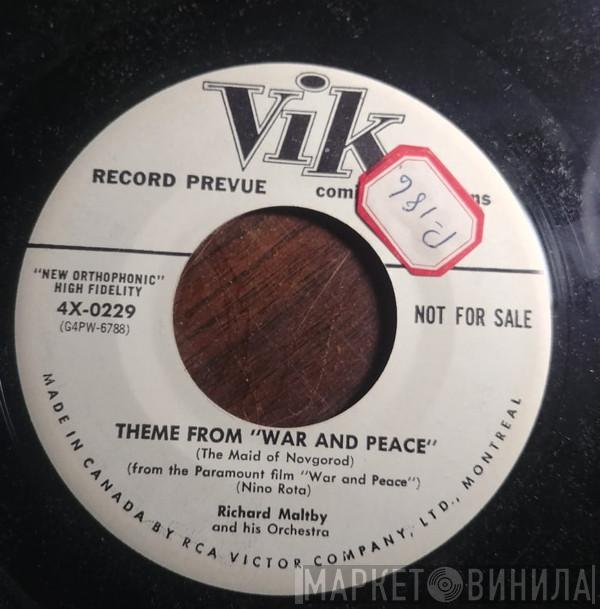 Vik
RECORD PREVUE
R-186
"NEW ORTHOPHONIC"
HIGH FIDELITY
4X-0229
(G4PW-6788)
NOT FOR SALE
THEME FROM "WAR AND PEACE"
(The Maid of Novgorod)
(from the Paramount film "War and Peace")
(Nino Rota)
Richard Maltby
and his Orchestra
MADE IN CANADA BY RCA VICTOR COMPANY, LTD., MONTREAL
МАРКЕТ ВИНИЛА